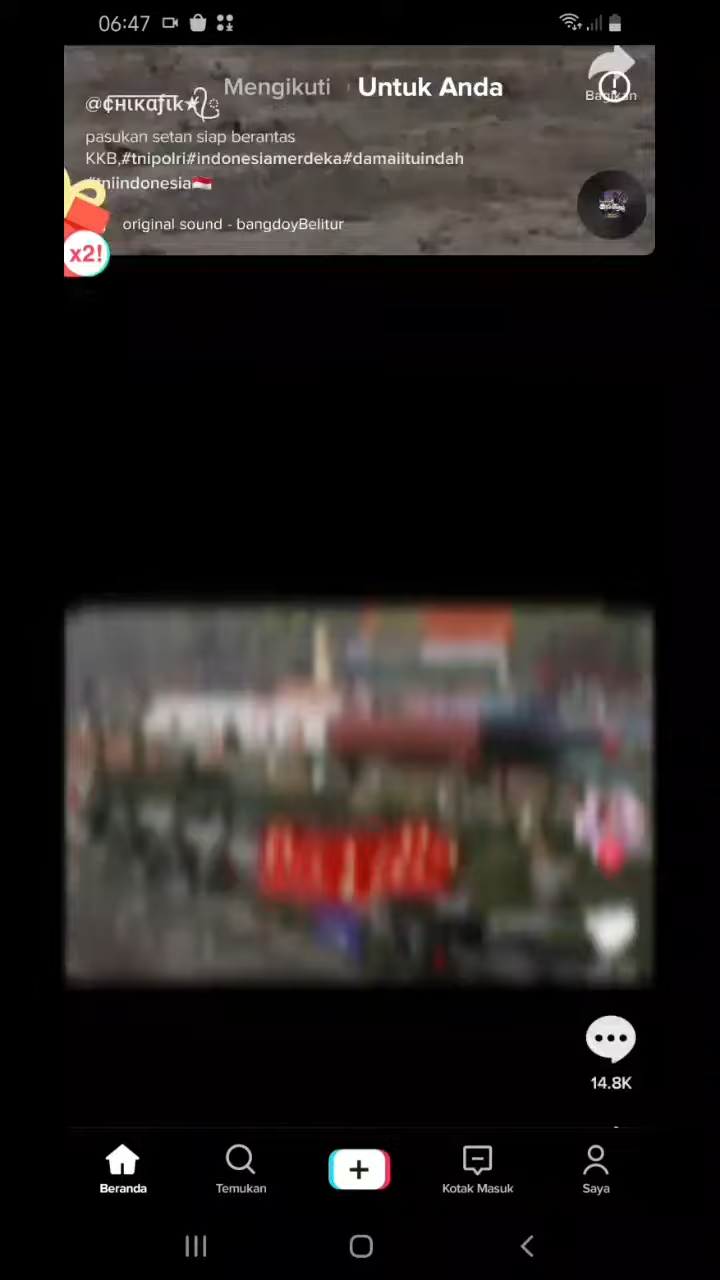 06:47
Mengikuti
Untuk Anda
Bagikan
pasukan setan siap berantas
KKB,#tnipolri#indonesiamerdeka#damaiituindah
#tniindonesia🇮🇩
original sound - bangdoyBelitur
x2!
14.8K
Beranda
Temukan
Kotak Masuk
Saya